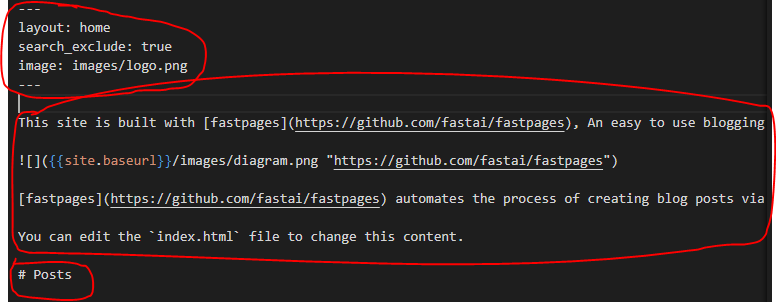 ---
layout: home
search_exclude: true
image: images/logo.png
---
This site is built with [fastpages](https://github.com/fastai/fastpages), An easy to use blogging
![]({{site.baseurl}}/images/diagram.png "https://github.com/fastai/fastpages")
[fastpages](https://github.com/fastai/fastpages) automates the process of creating blog posts via
You can edit the `index.html` file to change this content.
# Posts